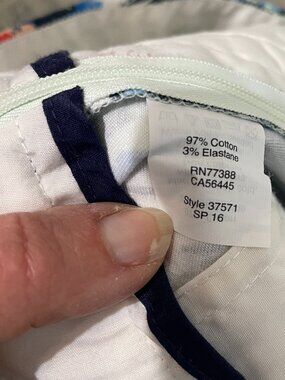 97% Cotton
3% Elastane
RN77388
CA56445
Style 37571
SP 16